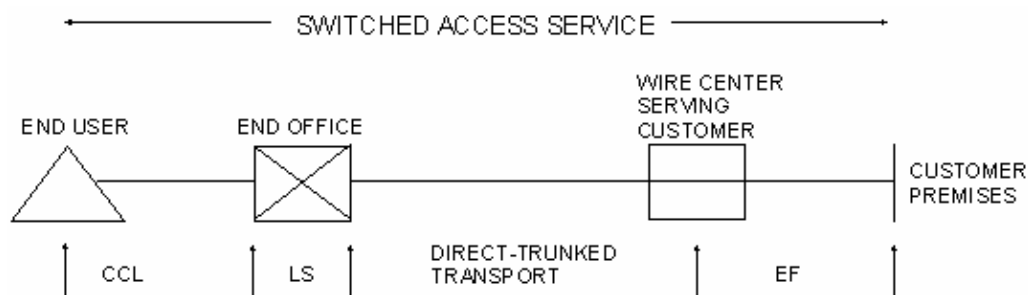 SWITCHED ACCESS SERVICE
WIRE CENTER
SERVING
CUSTOMER
END USER
END OFFICE
CUSTOMER
PREMISES
CCL
LS
DIRECT-TRUNKED
TRANSPORT
EF